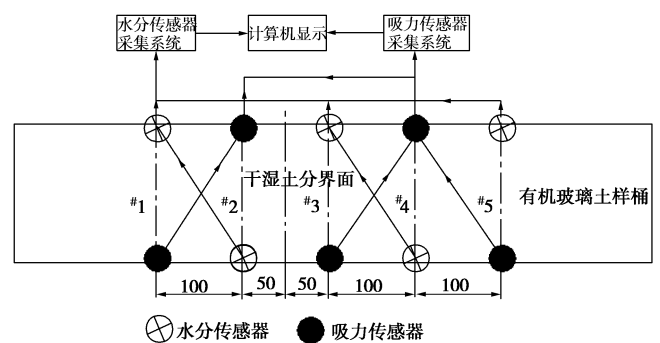 水分传感器
采集系统
计算机显示
吸力传感器
采集系统
干湿土分界面
有机玻璃土样桶
#1
#2
#3
#4
#5
100
50
50
100
100
水分传感器
吸力传感器